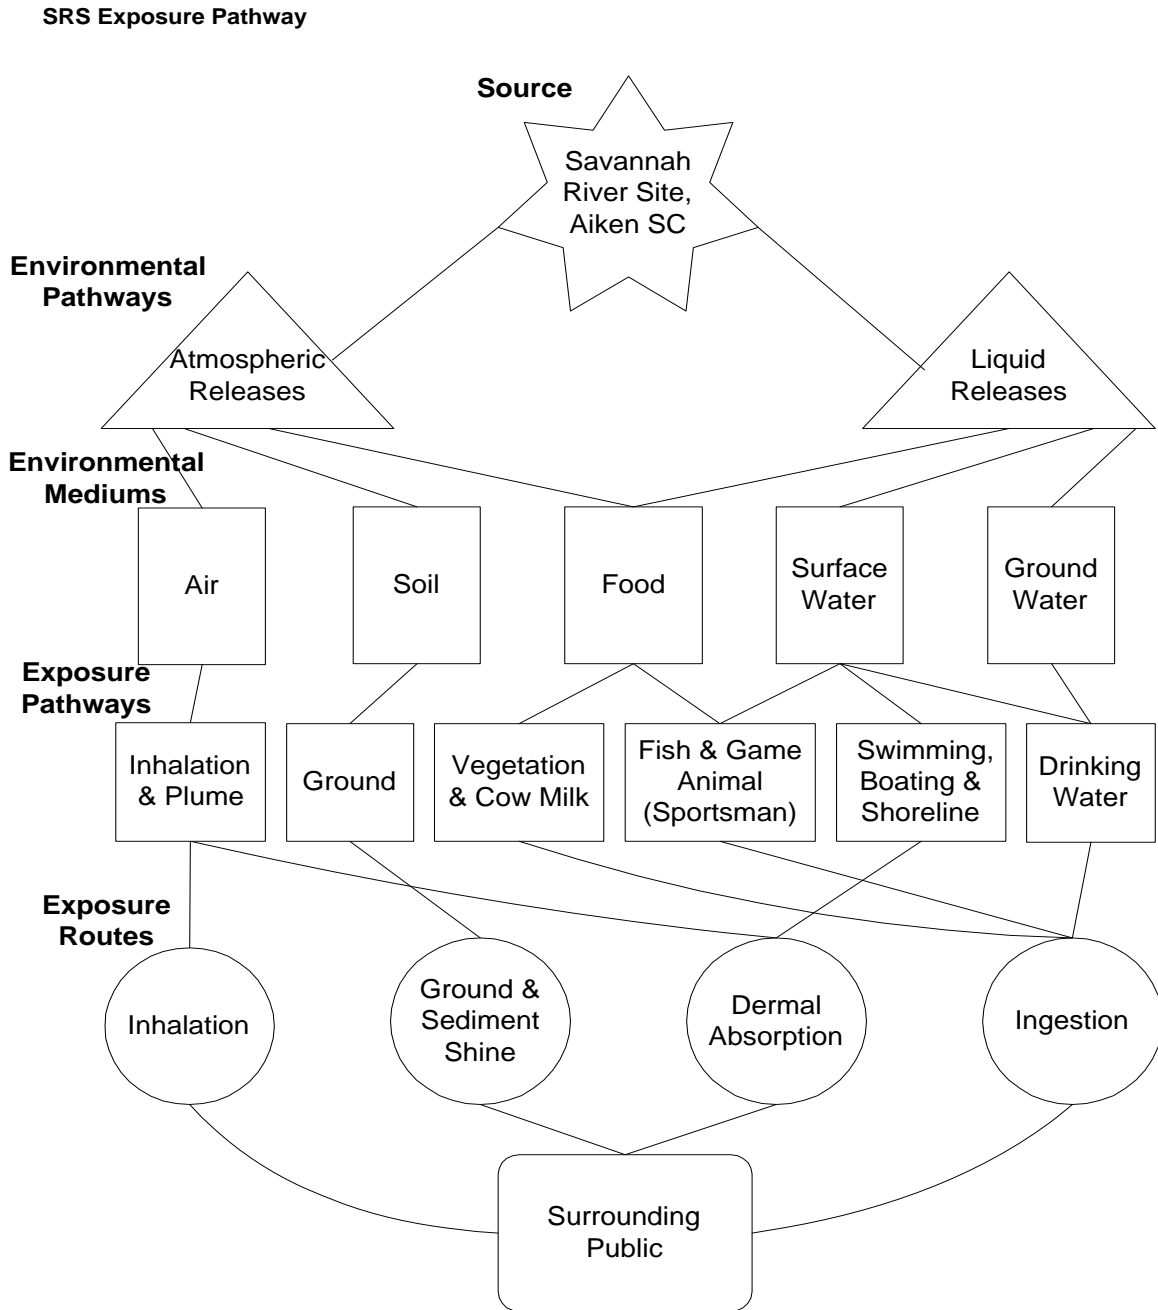 SRS Exposure Pathway
Source
Savannah
River Site,
Aiken SC
Environmental
Pathways
Atmospheric
Releases
Liquid
Releases
Environmental
Mediums
Air
Soil
Food
Surface
Water
Ground
Water
Exposure
Pathways
Inhalation
& Plume
Ground
Vegetation
& Cow Milk
Fish & Game
Animal
(Sportsman)
Swimming,
Boating &
Shoreline
Drinking
Water
Exposure
Routes
Inhalation
Ground &
Sediment
Shine
Dermal
Absorption
Ingestion
Surrounding
Public